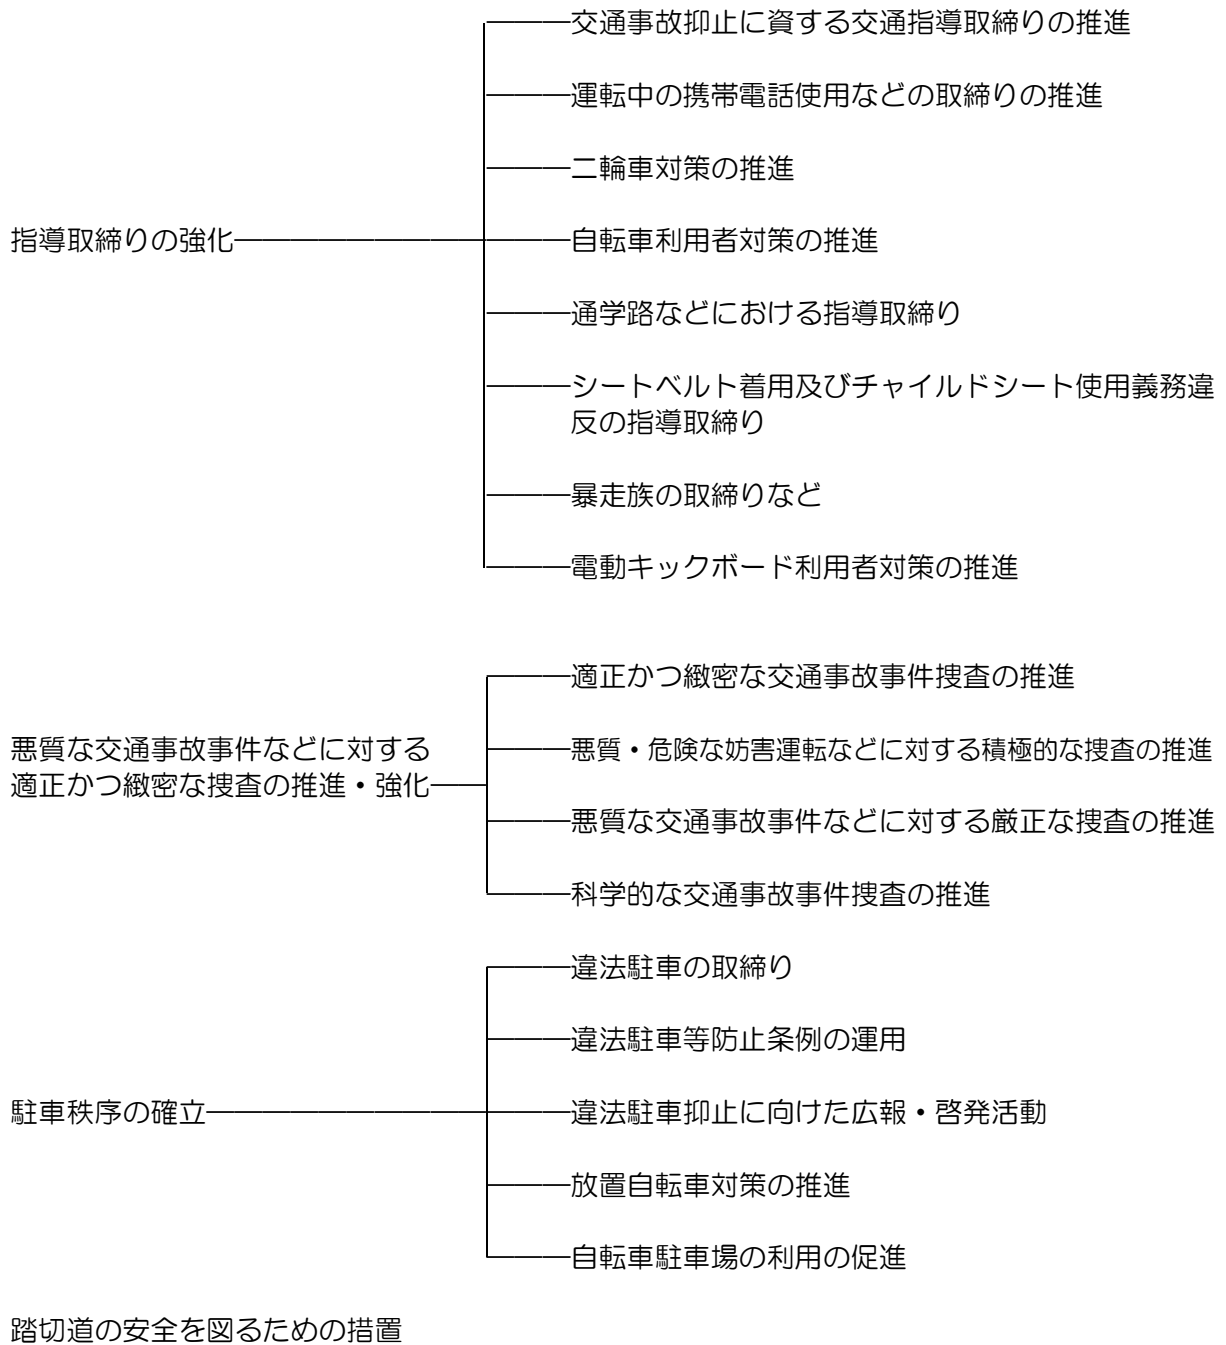 交通事故抑止に資する交通指導取締りの推進
運転中の携帯電話使用などの取締りの推進
二輪車対策の推進
指導取締りの強化
自転車利用者対策の推進
通学路などにおける指導取締り
シートベルト着用及びチャイルドシート使用義務違
反の指導取締り
暴走族の取締りなど
電動キックボード利用者対策の推進
適正かつ緻密な交通事故事件捜査の推進
悪質な交通事故事件などに対する
適正かつ緻密な捜査の推進・強化
悪質・危険な妨害運転などに対する積極的な捜査の推進
悪質な交通事故事件などに対する厳正な捜査の推進
科学的な交通事故事件捜査の推進
違法駐車の取締り
違法駐車等防止条例の運用
駐車秩序の確立
違法駐車抑止に向けた広報・啓発活動
放置自転車対策の推進
自転車駐車場の利用の促進
踏切道の安全を図るための措置